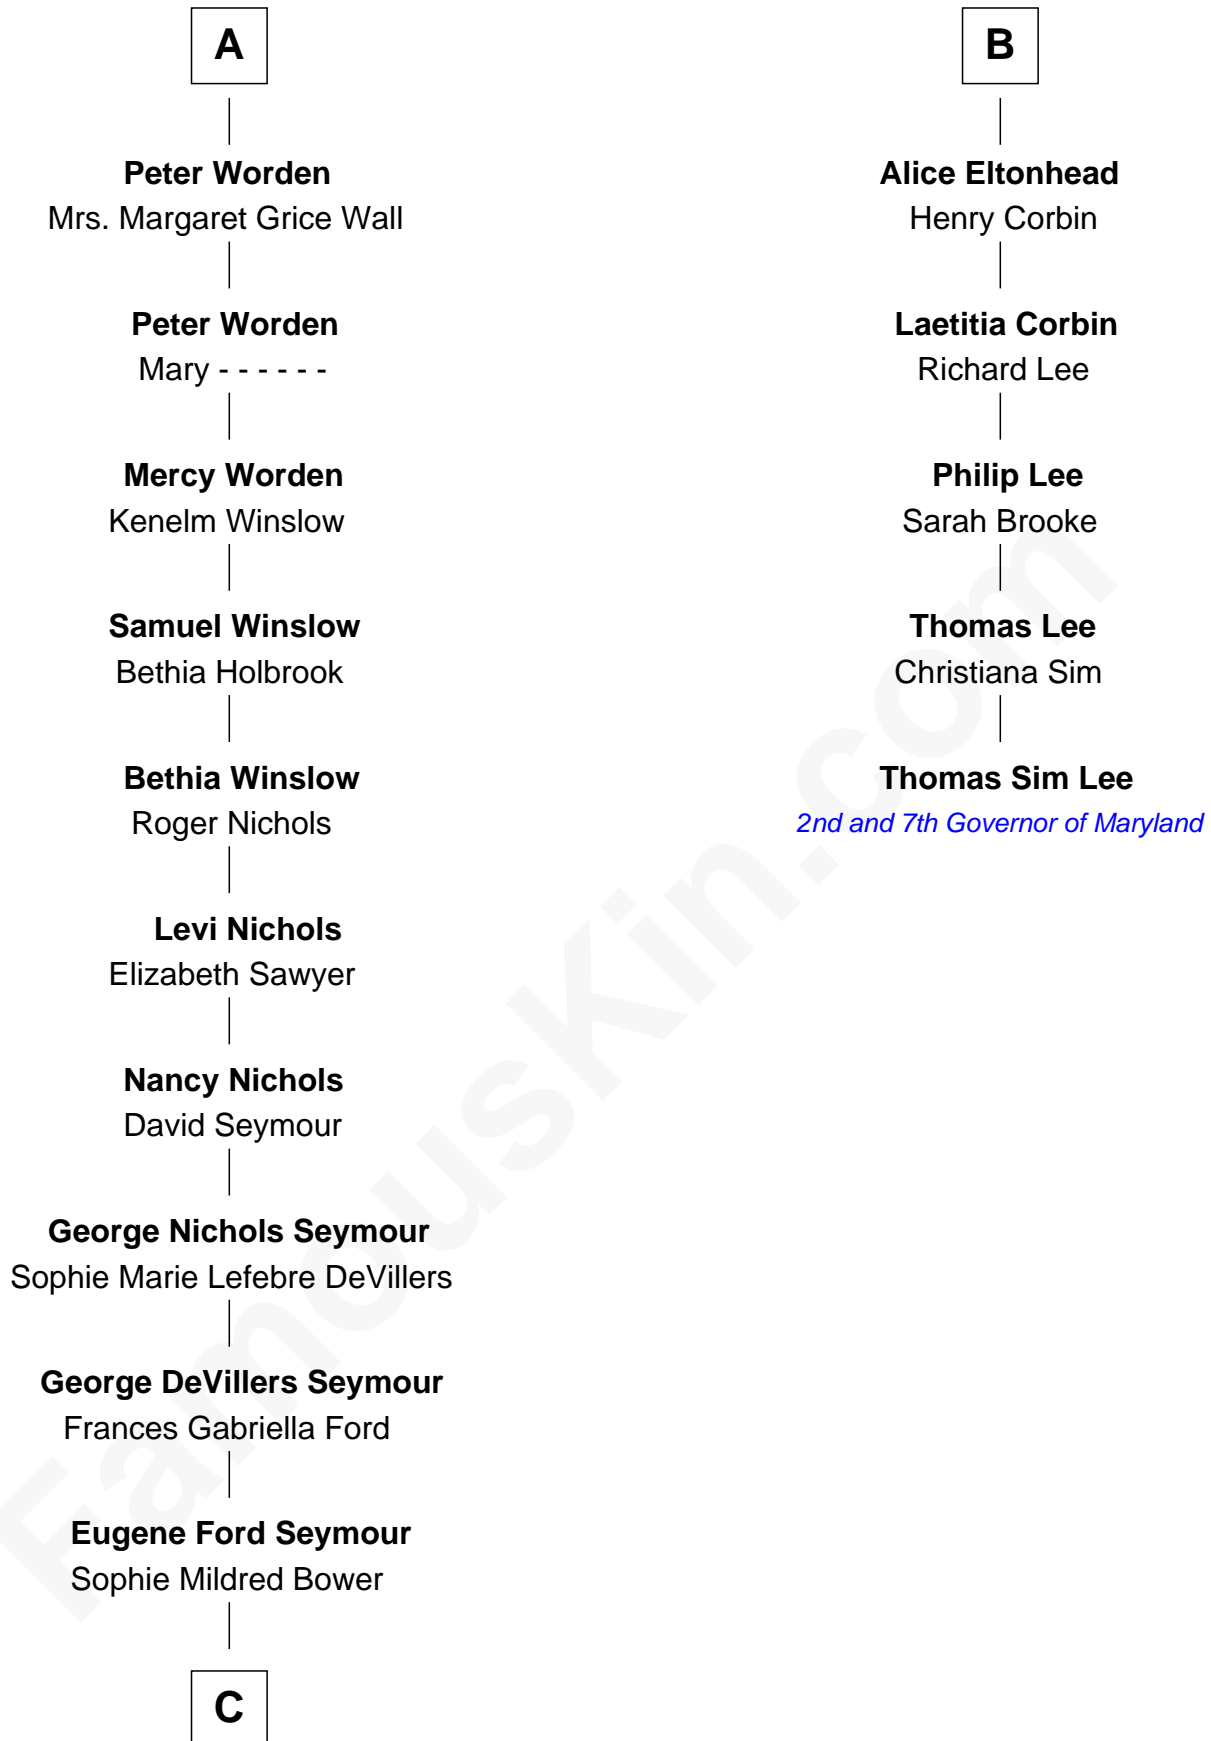 A
Peter Worden
Mrs. Margaret Grice Wall
Peter Worden
Mary - - - - - -
Mercy Worden
Kenelm Winslow
Samuel Winslow
Bethia Holbrook
Bethia Winslow
Roger Nichols
Levi Nichols
Elizabeth Sawyer
Nancy Nichols
David Seymour
George Nichols Seymour
Sophie Marie Lefebre DeVillers
George DeVillers Seymour
Frances Gabriella Ford
Eugene Ford Seymour
Sophie Mildred Bower
C
B
Alice Eltonhead
Henry Corbin
Laetitia Corbin
Richard Lee
Philip Lee
Sarah Brooke
Thomas Lee
Christiana Sim
Thomas Sim Lee
2nd and 7th Governor of Maryland
FamousKin.com